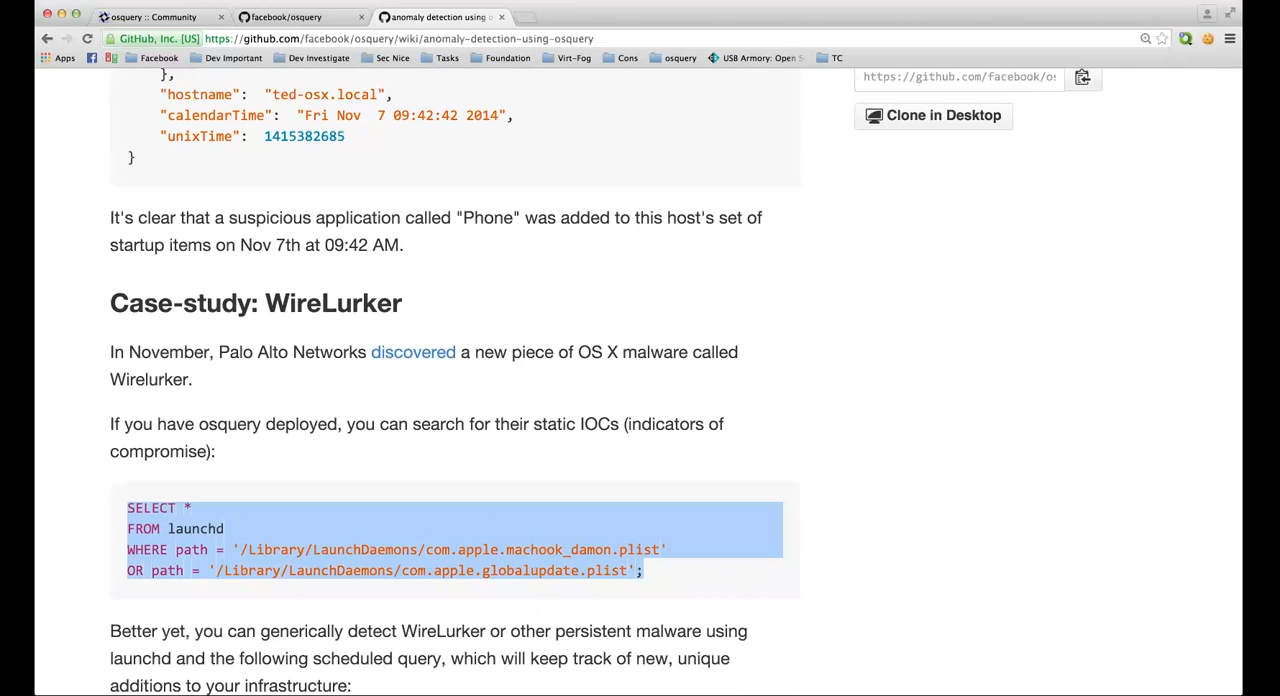 osquery :: Community
facebook/osquery
anomaly detection using
GitHub, Inc. [US] https://github.com/facebook/osquery/wiki/anomaly-detection-using-osquery
Apps Facebook Dev Important Dev Investigate Sec Nice Tasks Foundation Virt-Fog Cons osquery USB Armory: Open TC
},
"hostname": "ted-osx.local",
"calendarTime": "Fri Nov 7 09:42:42 2014",
"unixTime": 1415382685
}
https://github.com/facebook/os
Clone in Desktop
It's clear that a suspicious application called "Phone" was added to this host's set of
startup items on Nov 7th at 09:42 AM.
Case-study: WireLurker
In November, Palo Alto Networks discovered a new piece of OS X malware called
Wirelurker.
If you have osquery deployed, you can search for their static IOCs (indicators of
compromise):
SELECT *
FROM launchd
WHERE path = '/Library/LaunchDaemons/com.apple.machook_damon.plist'
OR path = '/Library/LaunchDaemons/com.apple.globalupdate.plist';
Better yet, you can generically detect WireLurker or other persistent malware using
launchd and the following scheduled query, which will keep track of new, unique
additions to your infrastructure: